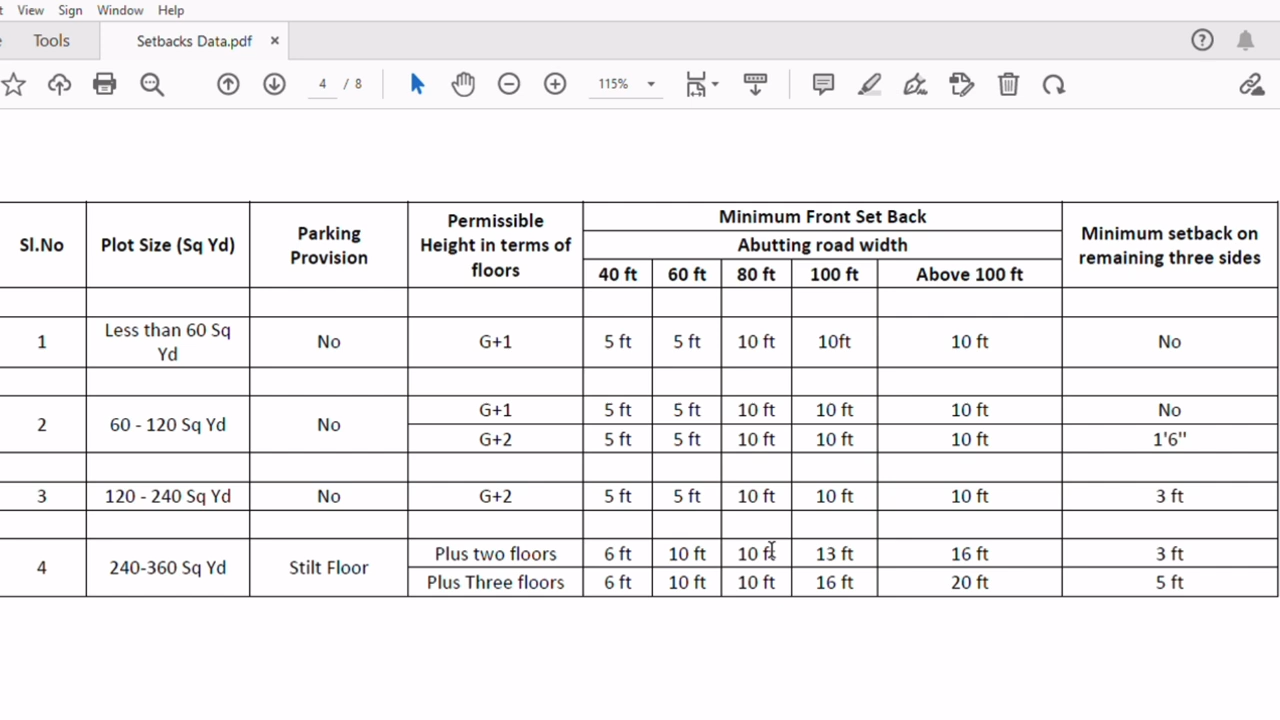 t View Sign Window Help
e Tools Setbacks Data.pdf ×
4 / 8 115%
Sl.No Plot Size (Sq Yd) Parking Provision Permissible Height in terms of floors Minimum Front Set Back Minimum setback on remaining three sides
Abutting road width
40 ft 60 ft 80 ft 100 ft Above 100 ft
1 Less than 60 Sq Yd No G+1 5 ft 5 ft 10 ft 10ft 10 ft No
2 60 - 120 Sq Yd No G+1 5 ft 5 ft 10 ft 10 ft 10 ft No
G+2 5 ft 5 ft 10 ft 10 ft 10 ft 1'6''
3 120 - 240 Sq Yd No G+2 5 ft 5 ft 10 ft 10 ft 10 ft 3 ft
4 240-360 Sq Yd Stilt Floor Plus two floors 6 ft 10 ft 10 ft 13 ft 16 ft 3 ft
Plus Three floors 6 ft 10 ft 10 ft 16 ft 20 ft 5 ft